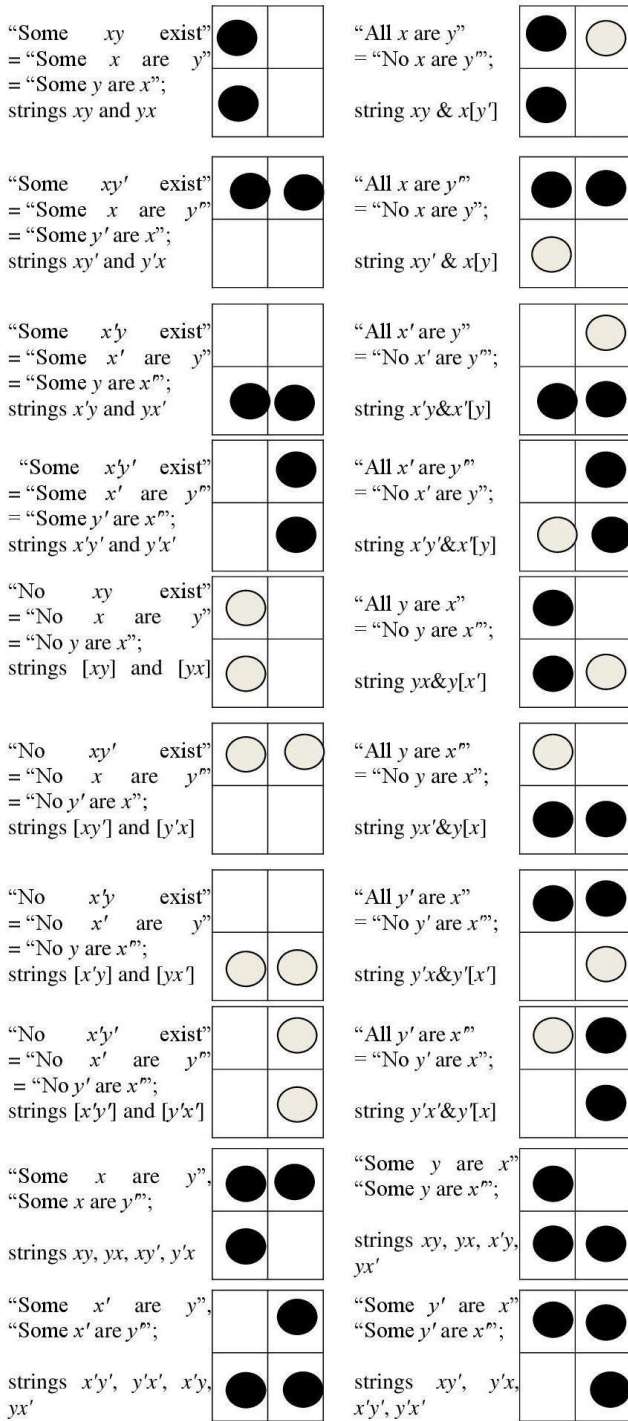 “Some xy exist”
= “Some x are y”
= “Some y are x”;
strings xy and yx
“All x are y”
= “No x are y'”;
string xy & x[y']
“Some xy' exist”
= “Some x are y'”
= “Some y' are x”;
strings xy' and y'x
“All x are y'”
= “No x are y”;
string xy' & x[y]
“Some x'y exist”
= “Some x' are y”
= “Some y are x'”;
strings x'y and yx'
“All x' are y”
= “No x' are y'”;
string x'y&x'[y]
“Some x'y' exist”
= “Some x' are y'”
= “Some y' are x'”;
strings x'y' and y'x'
“All x' are y'”
= “No x' are y”;
string x'y'&x'[y]
“No xy exist”
= “No x are y”
= “No y are x”;
strings [xy] and [yx]
“All y are x”
= “No y are x'”;
string yx&y[x']
“No xy' exist”
= “No x are y'”
= “No y' are x”;
strings [xy'] and [y'x]
“All y are x'”
= “No y are x”;
string yx'&y[x]
“No x'y exist”
= “No x' are y”
= “No y are x'”;
strings [x'y] and [yx']
“All y' are x”
= “No y' are x'”;
string y'x&y'[x']
“No x'y' exist”
= “No x' are y'”
= “No y' are x'”;
strings [x'y'] and [y'x']
“All y' are x'”
= “No y' are x”;
string y'x'&y'[x]
“Some x are y”,
“Some x are y'”;
strings xy, yx, xy', y'x
“Some y are x”
“Some y are x'”;
strings xy, yx, x'y,
yx'
“Some x' are y”,
“Some x' are y'”;
strings x'y', y'x', x'y,
yx'
“Some y' are x”
“Some y' are x'”;
strings xy', y'x,
x'y', y'x'